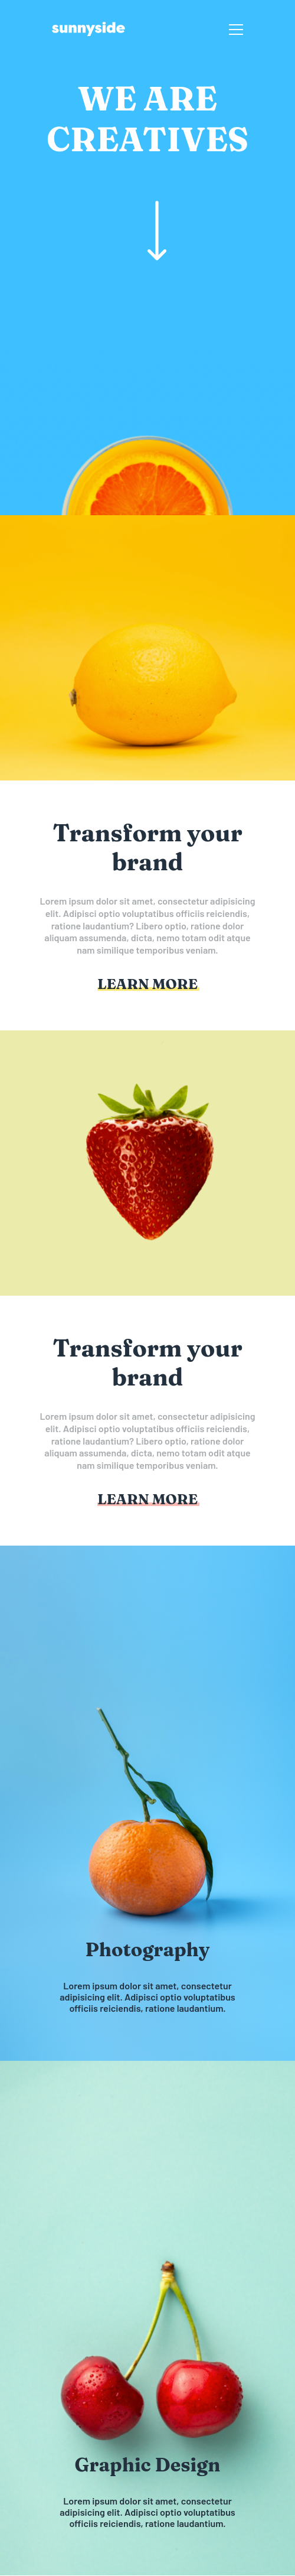 sunnyside
WE ARE
CREATIVES
Transform your
brand
Lorem ipsum dolor sit amet, consectetur adipisicing
elit. Adipisci optio voluptatibus officiis reiciendis,
ratione laudantium? Libero optio, ratione dolor
aliquam assumenda, dicta, nemo totam odit atque
nam similique temporibus veniam.
LEARN MORE
Transform your
brand
Lorem ipsum dolor sit amet, consectetur adipisicing
elit. Adipisci optio voluptatibus officiis reiciendis,
ratione laudantium? Libero optio, ratione dolor
aliquam assumenda, dicta, nemo totam odit atque
nam similique temporibus veniam.
LEARN MORE
Photography
Lorem ipsum dolor sit amet, consectetur
adipisicing elit. Adipisci optio voluptatibus
officiis reiciendis, ratione laudantium.
Graphic Design
Lorem ipsum dolor sit amet, consectetur
adipisicing elit. Adipisci optio voluptatibus
officiis reiciendis, ratione laudantium.